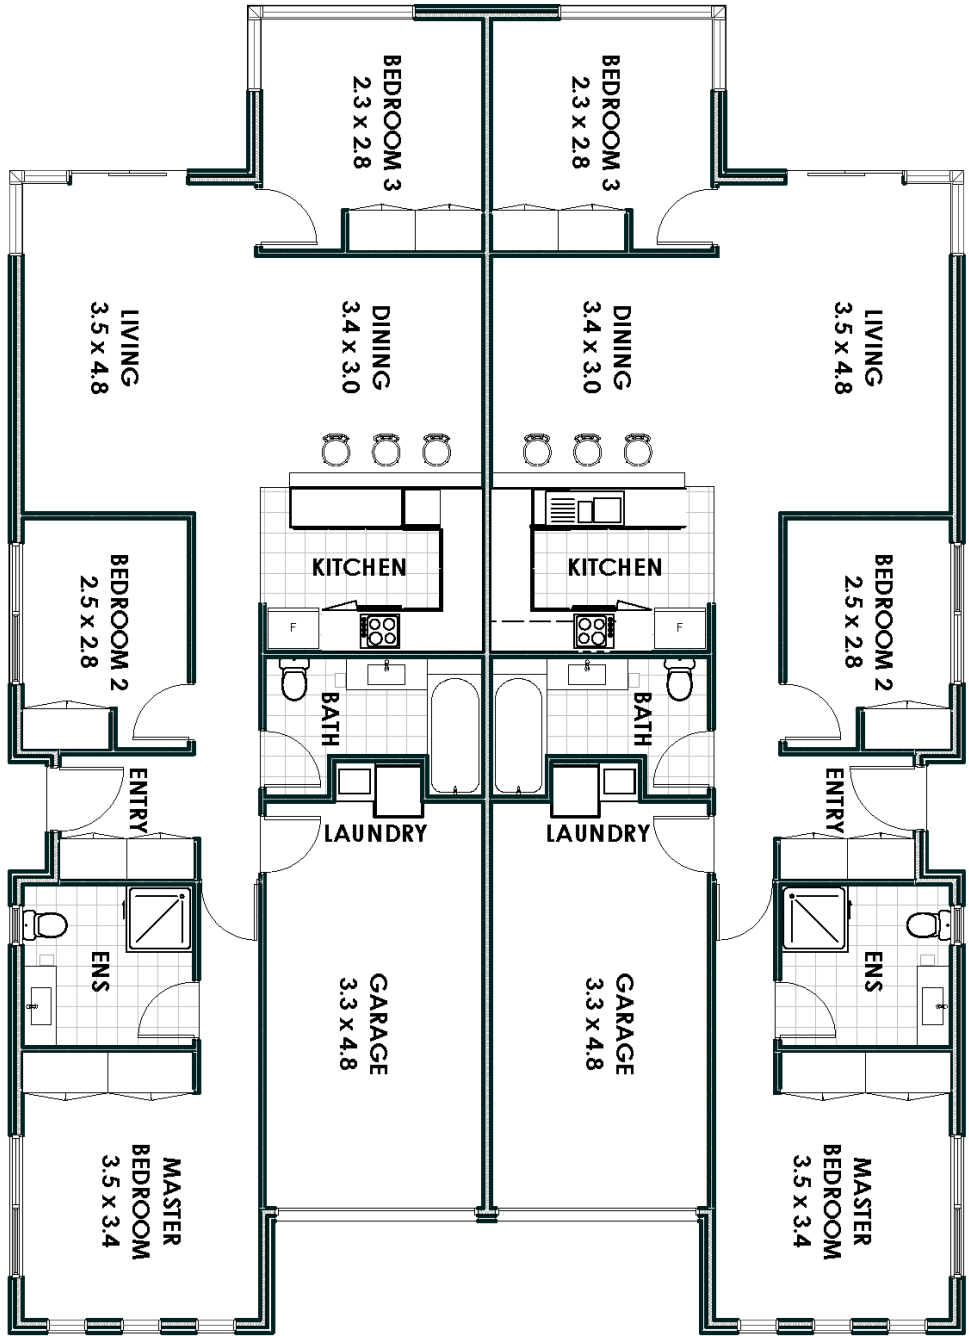 BEDROOM 3
2.3 x 2.8
BEDROOM 3
2.3 x 2.8
LIVING
3.5 x 4.8
DINING
3.4 x 3.0
DINING
3.4 x 3.0
LIVING
3.5 x 4.8
BEDROOM 2
2.5 x 2.8
KITCHEN
KITCHEN
BEDROOM 2
2.5 x 2.8
F
F
BATH
BATH
ENTRY
LAUNDRY
LAUNDRY
ENTRY
ENS
GARAGE
3.3 x 4.8
GARAGE
3.3 x 4.8
ENS
MASTER
BEDROOM
3.5 x 3.4
MASTER
BEDROOM
3.5 x 3.4